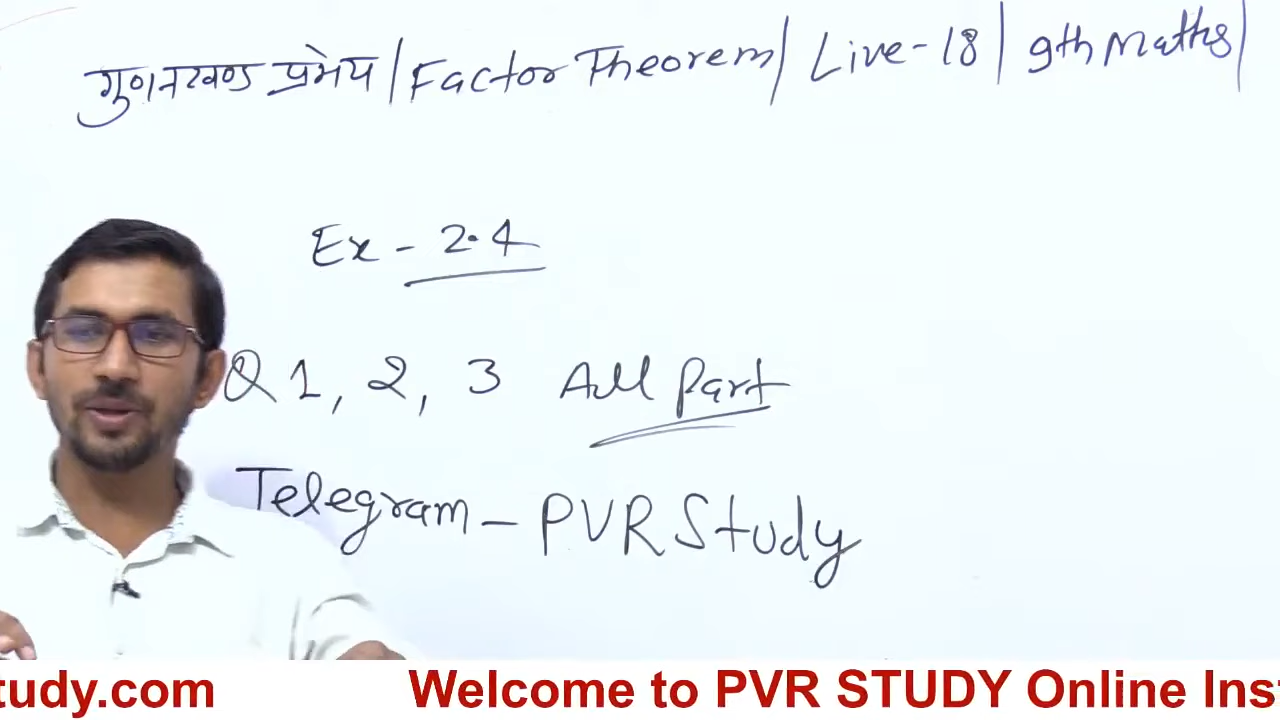 गुणनखण्ड प्रमेय | Factor Theorem | Live-18 | 9th Maths |
Ex - 2.4
Q 1, 2, 3 All Part
Telegram - PVR Study
tudy.com Welcome to PVR STUDY Online Ins